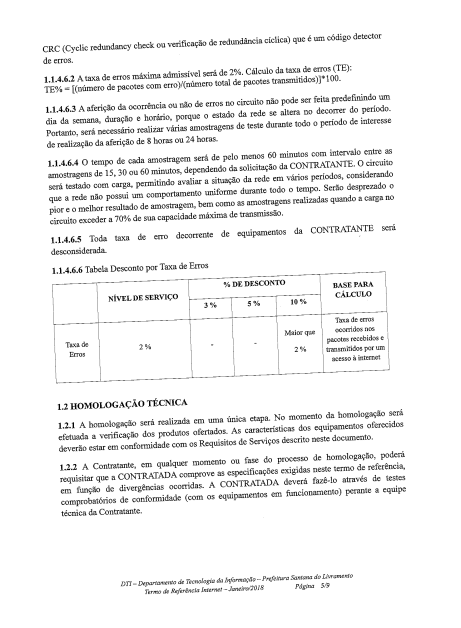 CRC (Cyclic redundancy check ou verificação de redundância cíclica) que é um código detector
de erros.
1.1.4.6.2 A taxa de erros máxima admissível será de 2%. Cálculo da taxa de erros (TE):
TE% = [(número de pacotes com erro)/(número total de pacotes transmitidos)]*100.
1.1.4.6.3 A aferição da ocorrência ou não de erros no circuito não pode ser feita predefinindo um
dia da semana, duração e horário, porque o estado da rede se altera no decorrer do período.
Portanto, será necessário realizar várias amostragens de teste durante todo o período de interesse
de realização da aferição de 8 horas ou 24 horas.
1.1.4.6.4 O tempo de cada amostragem será de pelo menos 60 minutos com intervalo entre as
amostragens de 15, 30 ou 60 minutos, dependendo da solicitação da CONTRATANTE. O circuito
será testado com carga, permitindo avaliar a situação da rede em vários períodos, considerando
que a rede não possui um comportamento uniforme durante todo o tempo. Serão desprezado o
pior e o melhor resultado de amostragem, bem como as amostragens realizadas quando a carga no
circuito exceder a 70% de sua capacidade máxima de transmissão.
1.1.4.6.5 Toda taxa de erro decorrente de equipamentos da CONTRATANTE será
desconsiderada.
1.1.4.6.6 Tabela Desconto por Taxa de Erros
NÍVEL DE SERVIÇO
% DE DESCONTO
BASE PARA
CÁLCULO
3 %
5 %
10 %
Taxa de
Erros
2 %
-
-
Maior que
2 %
Taxa de erros
ocorridos nos
pacotes recebidos e
transmitidos por um
acesso à internet
1.2 HOMOLOGAÇÃO TÉCNICA
1.2.1 A homologação será realizada em uma única etapa. No momento da homologação será
efetuada a verificação dos produtos ofertados. As características dos equipamentos oferecidos
deverão estar em conformidade com os Requisitos de Serviços descrito neste documento.
1.2.2 A Contratante, em qualquer momento ou fase do processo de homologação, poderá
requisitar que a CONTRATADA comprove as especificações exigidas neste termo de referência,
em função de divergências ocorridas. A CONTRATADA deverá fazê-lo através de testes
comprobatórios de conformidade (com os equipamentos em funcionamento) perante a equipe
técnica da Contratante.
DTI – Departamento de Tecnologia da Informação – Prefeitura Santana do Livramento
Termo de Referência Internet – Janeiro/2018 Página 5/9